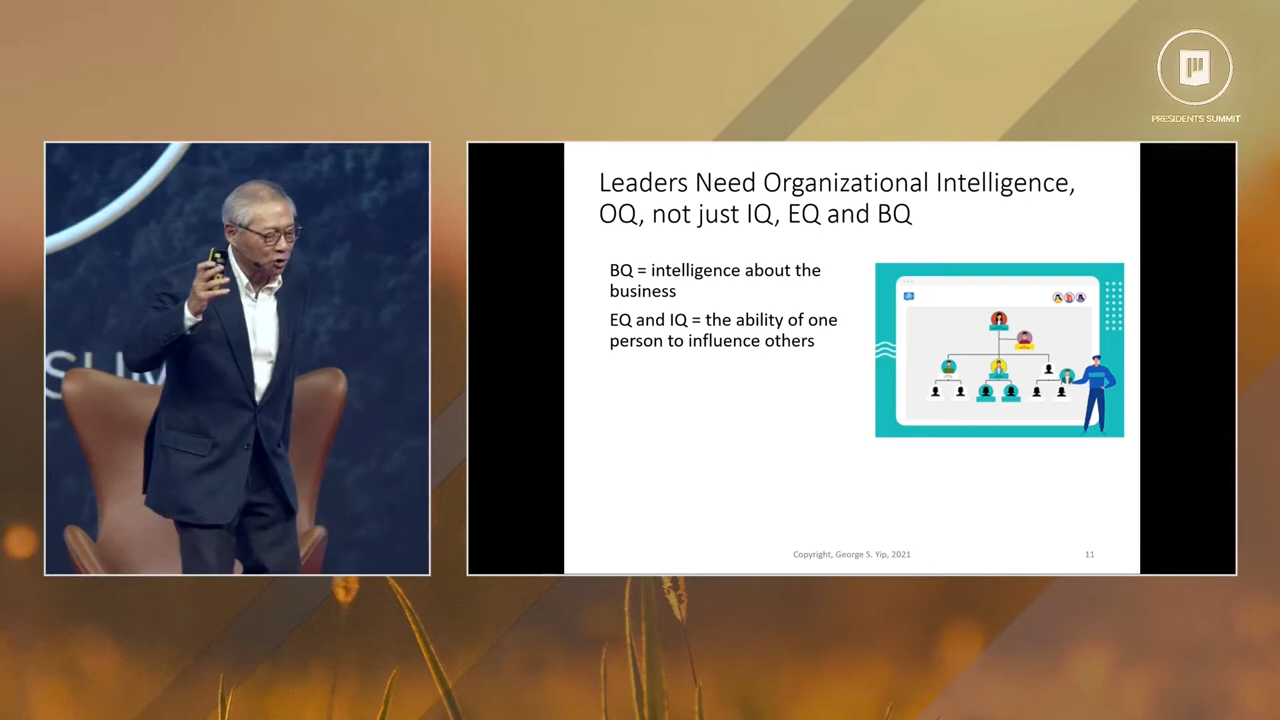 PRESIDENTS SUMMIT
SUM
Leaders Need Organizational Intelligence,
OQ, not just IQ, EQ and BQ
BQ = intelligence about the
business
EQ and IQ = the ability of one
person to influence others
Copyright, George S. Yip, 2021
11